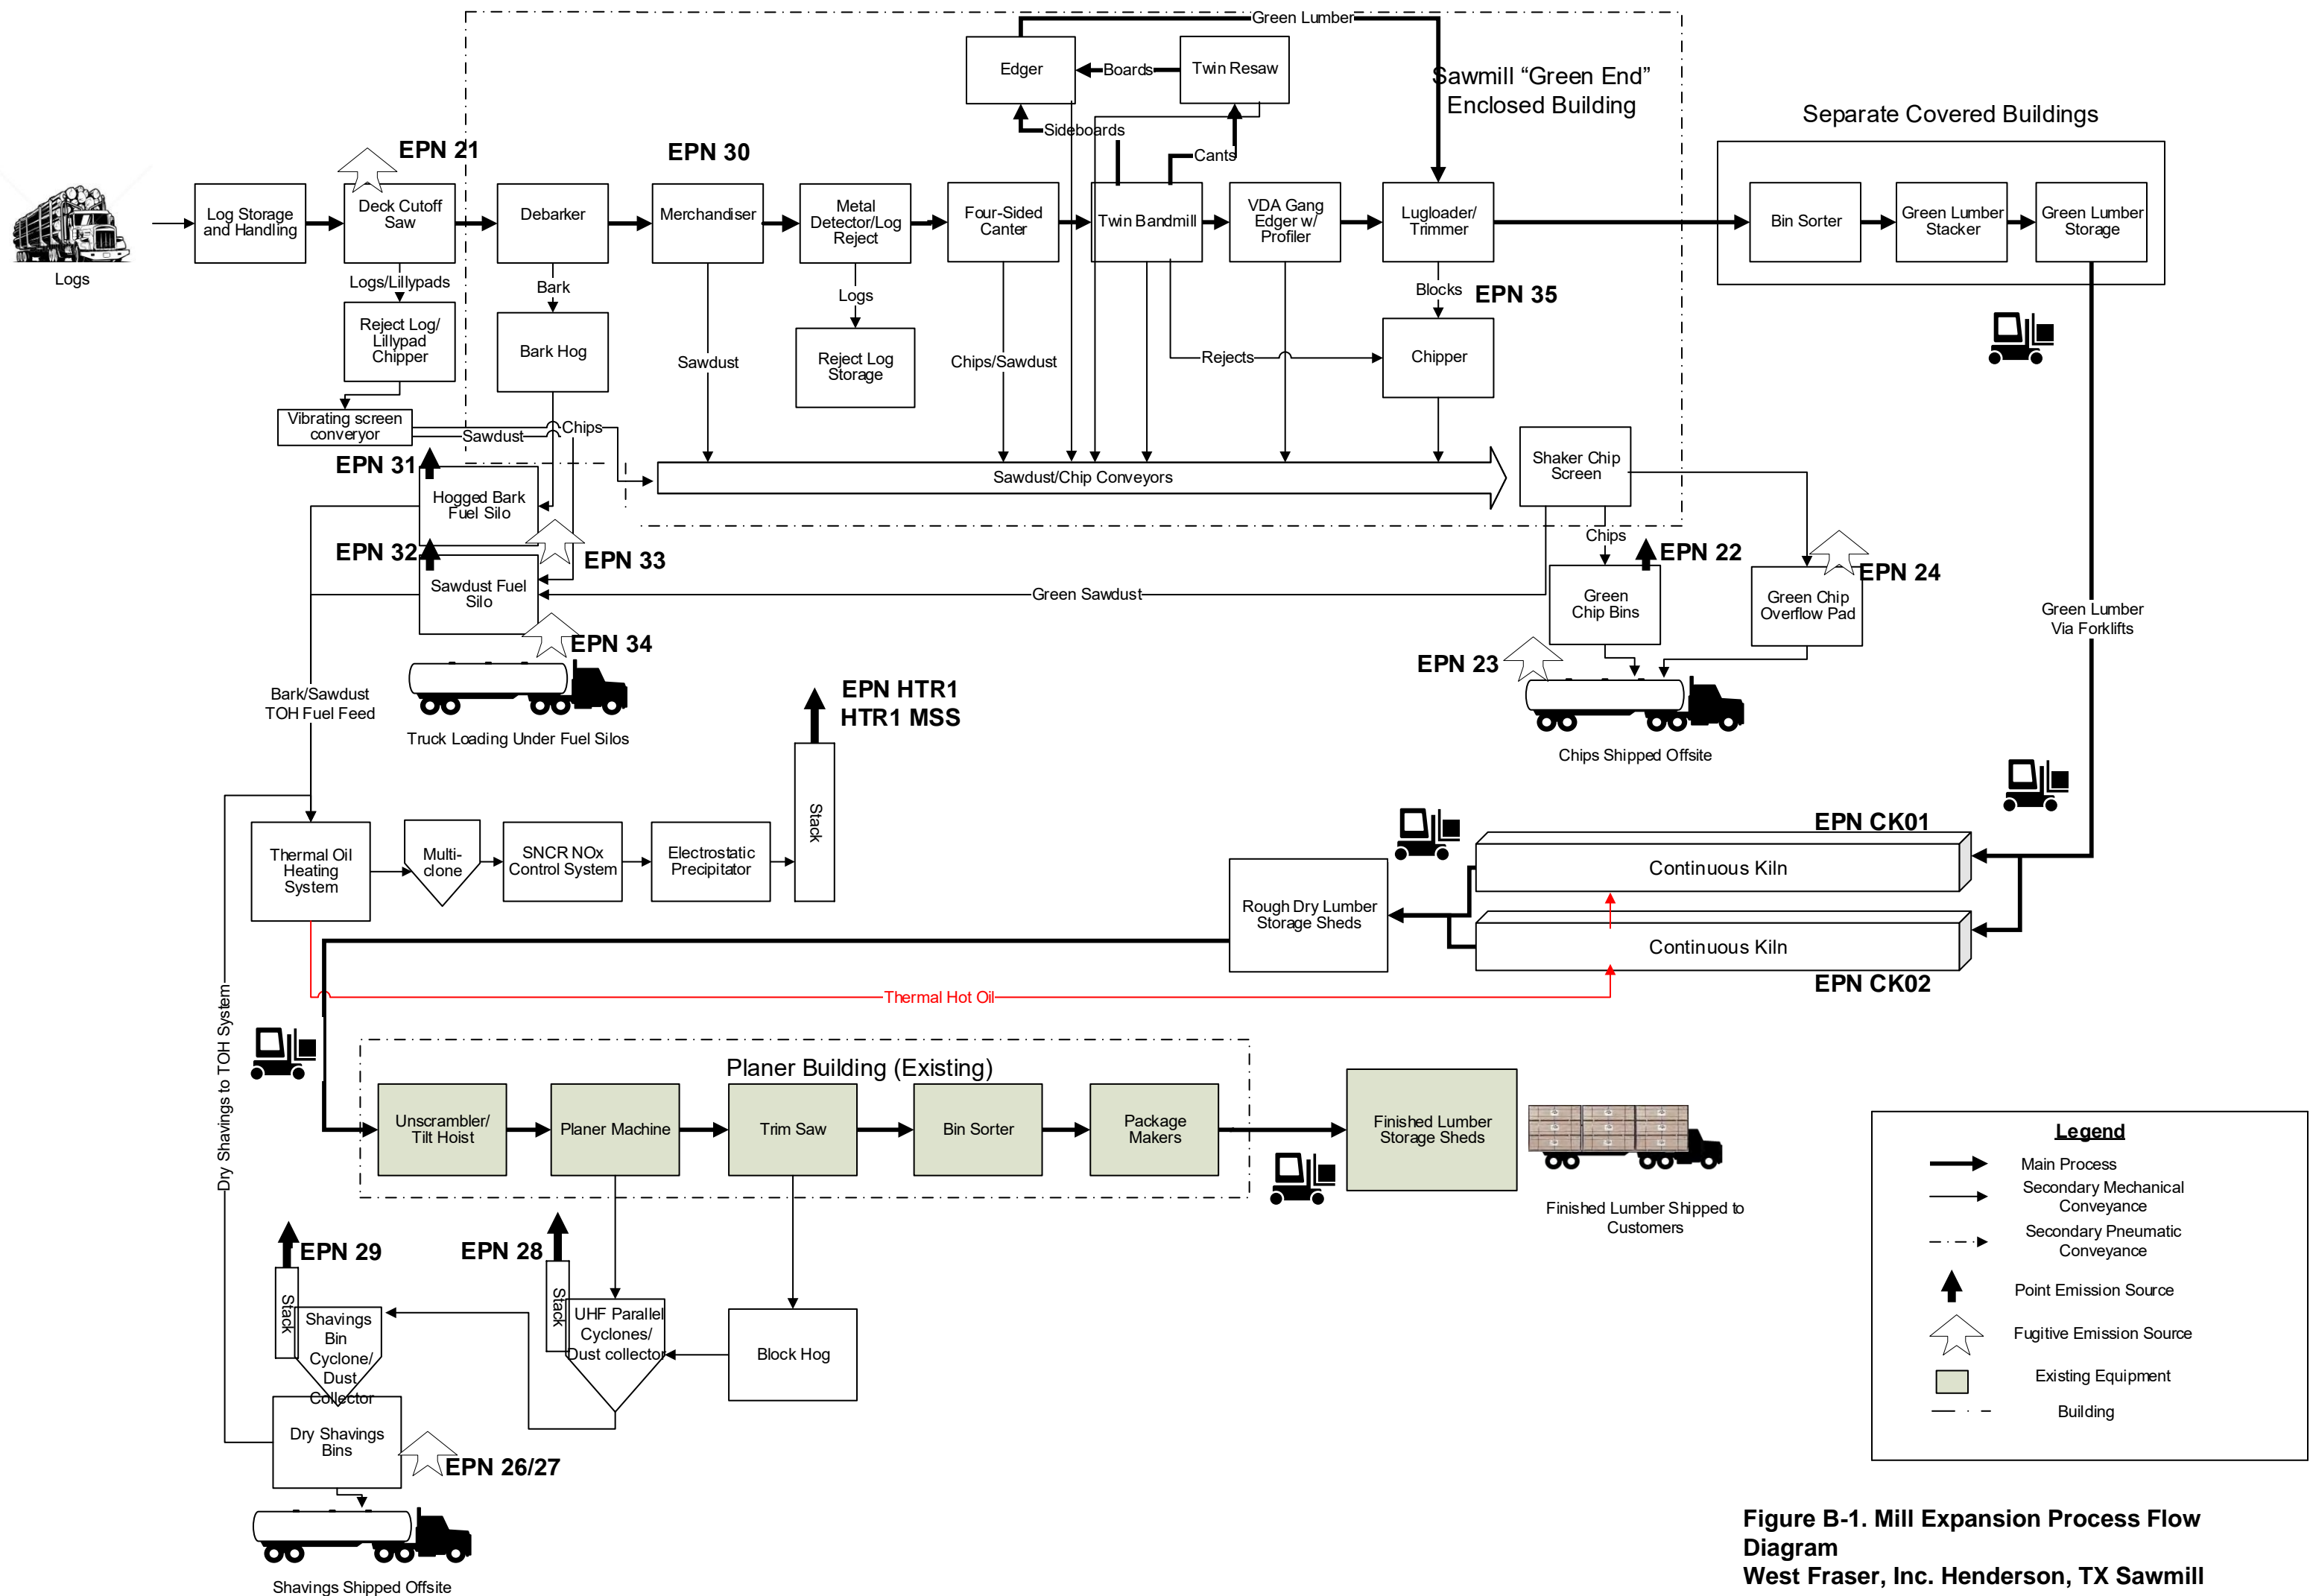 Green Lumber
Edger
Boards
Twin Resaw
Sawmill “Green End”
Enclosed Building
Separate Covered Buildings
Sideboards
Cants
EPN 21
EPN 30
Logs
Log Storage
and Handling
Deck Cutoff
Saw
Debarker
Merchandiser
Metal
Detector/Log
Reject
Four-Sided
Canter
Twin Bandmill
VDA Gang
Edger w/
Profiler
Lugloader/
Trimmer
Bin Sorter
Green Lumber
Stacker
Green Lumber
Storage
Logs/Lillypads
Bark
Logs
Blocks
EPN 35
Reject Log/
Lillypad
Chipper
Bark Hog
Sawdust
Reject Log
Storage
Chips/Sawdust
Rejects
Chipper
Vibrating screen
converyor
Sawdust
Chips
EPN 31
Sawdust/Chip Conveyors
Shaker Chip
Screen
Hogged Bark
Fuel Silo
EPN 32
EPN 33
Chips
EPN 22
EPN 24
Sawdust Fuel
Silo
Green Sawdust
Green
Chip Bins
Green Chip
Overflow Pad
Green Lumber
Via Forklifts
EPN 34
EPN 23
Bark/Sawdust
TOH Fuel Feed
Truck Loading Under Fuel Silos
EPN HTR1
HTR1 MSS
Chips Shipped Offsite
Stack
Thermal Oil
Heating
System
Multi-
clone
SNCR NOx
Control System
Electrostatic
Precipitator
EPN CK01
Continuous Kiln
Rough Dry Lumber
Storage Sheds
Continuous Kiln
EPN CK02
Thermal Hot Oil
Dry Shavings to TOH System
Planer Building (Existing)
Unscrambler/
Tilt Hoist
Planer Machine
Trim Saw
Bin Sorter
Package
Makers
Finished Lumber
Storage Sheds
Finished Lumber Shipped to
Customers
EPN 29
EPN 28
Stack
Stack
Shavings
Bin
Cyclone/
Dust
Collector
UHF Parallel
Cyclones/
Dust collector
Block Hog
Dry Shavings
Bins
EPN 26/27
Shavings Shipped Offsite
Legend
Main Process
Secondary Mechanical
Conveyance
Secondary Pneumatic
Conveyance
Point Emission Source
Fugitive Emission Source
Existing Equipment
Building
Figure B-1. Mill Expansion Process Flow
Diagram
West Fraser, Inc. Henderson, TX Sawmill